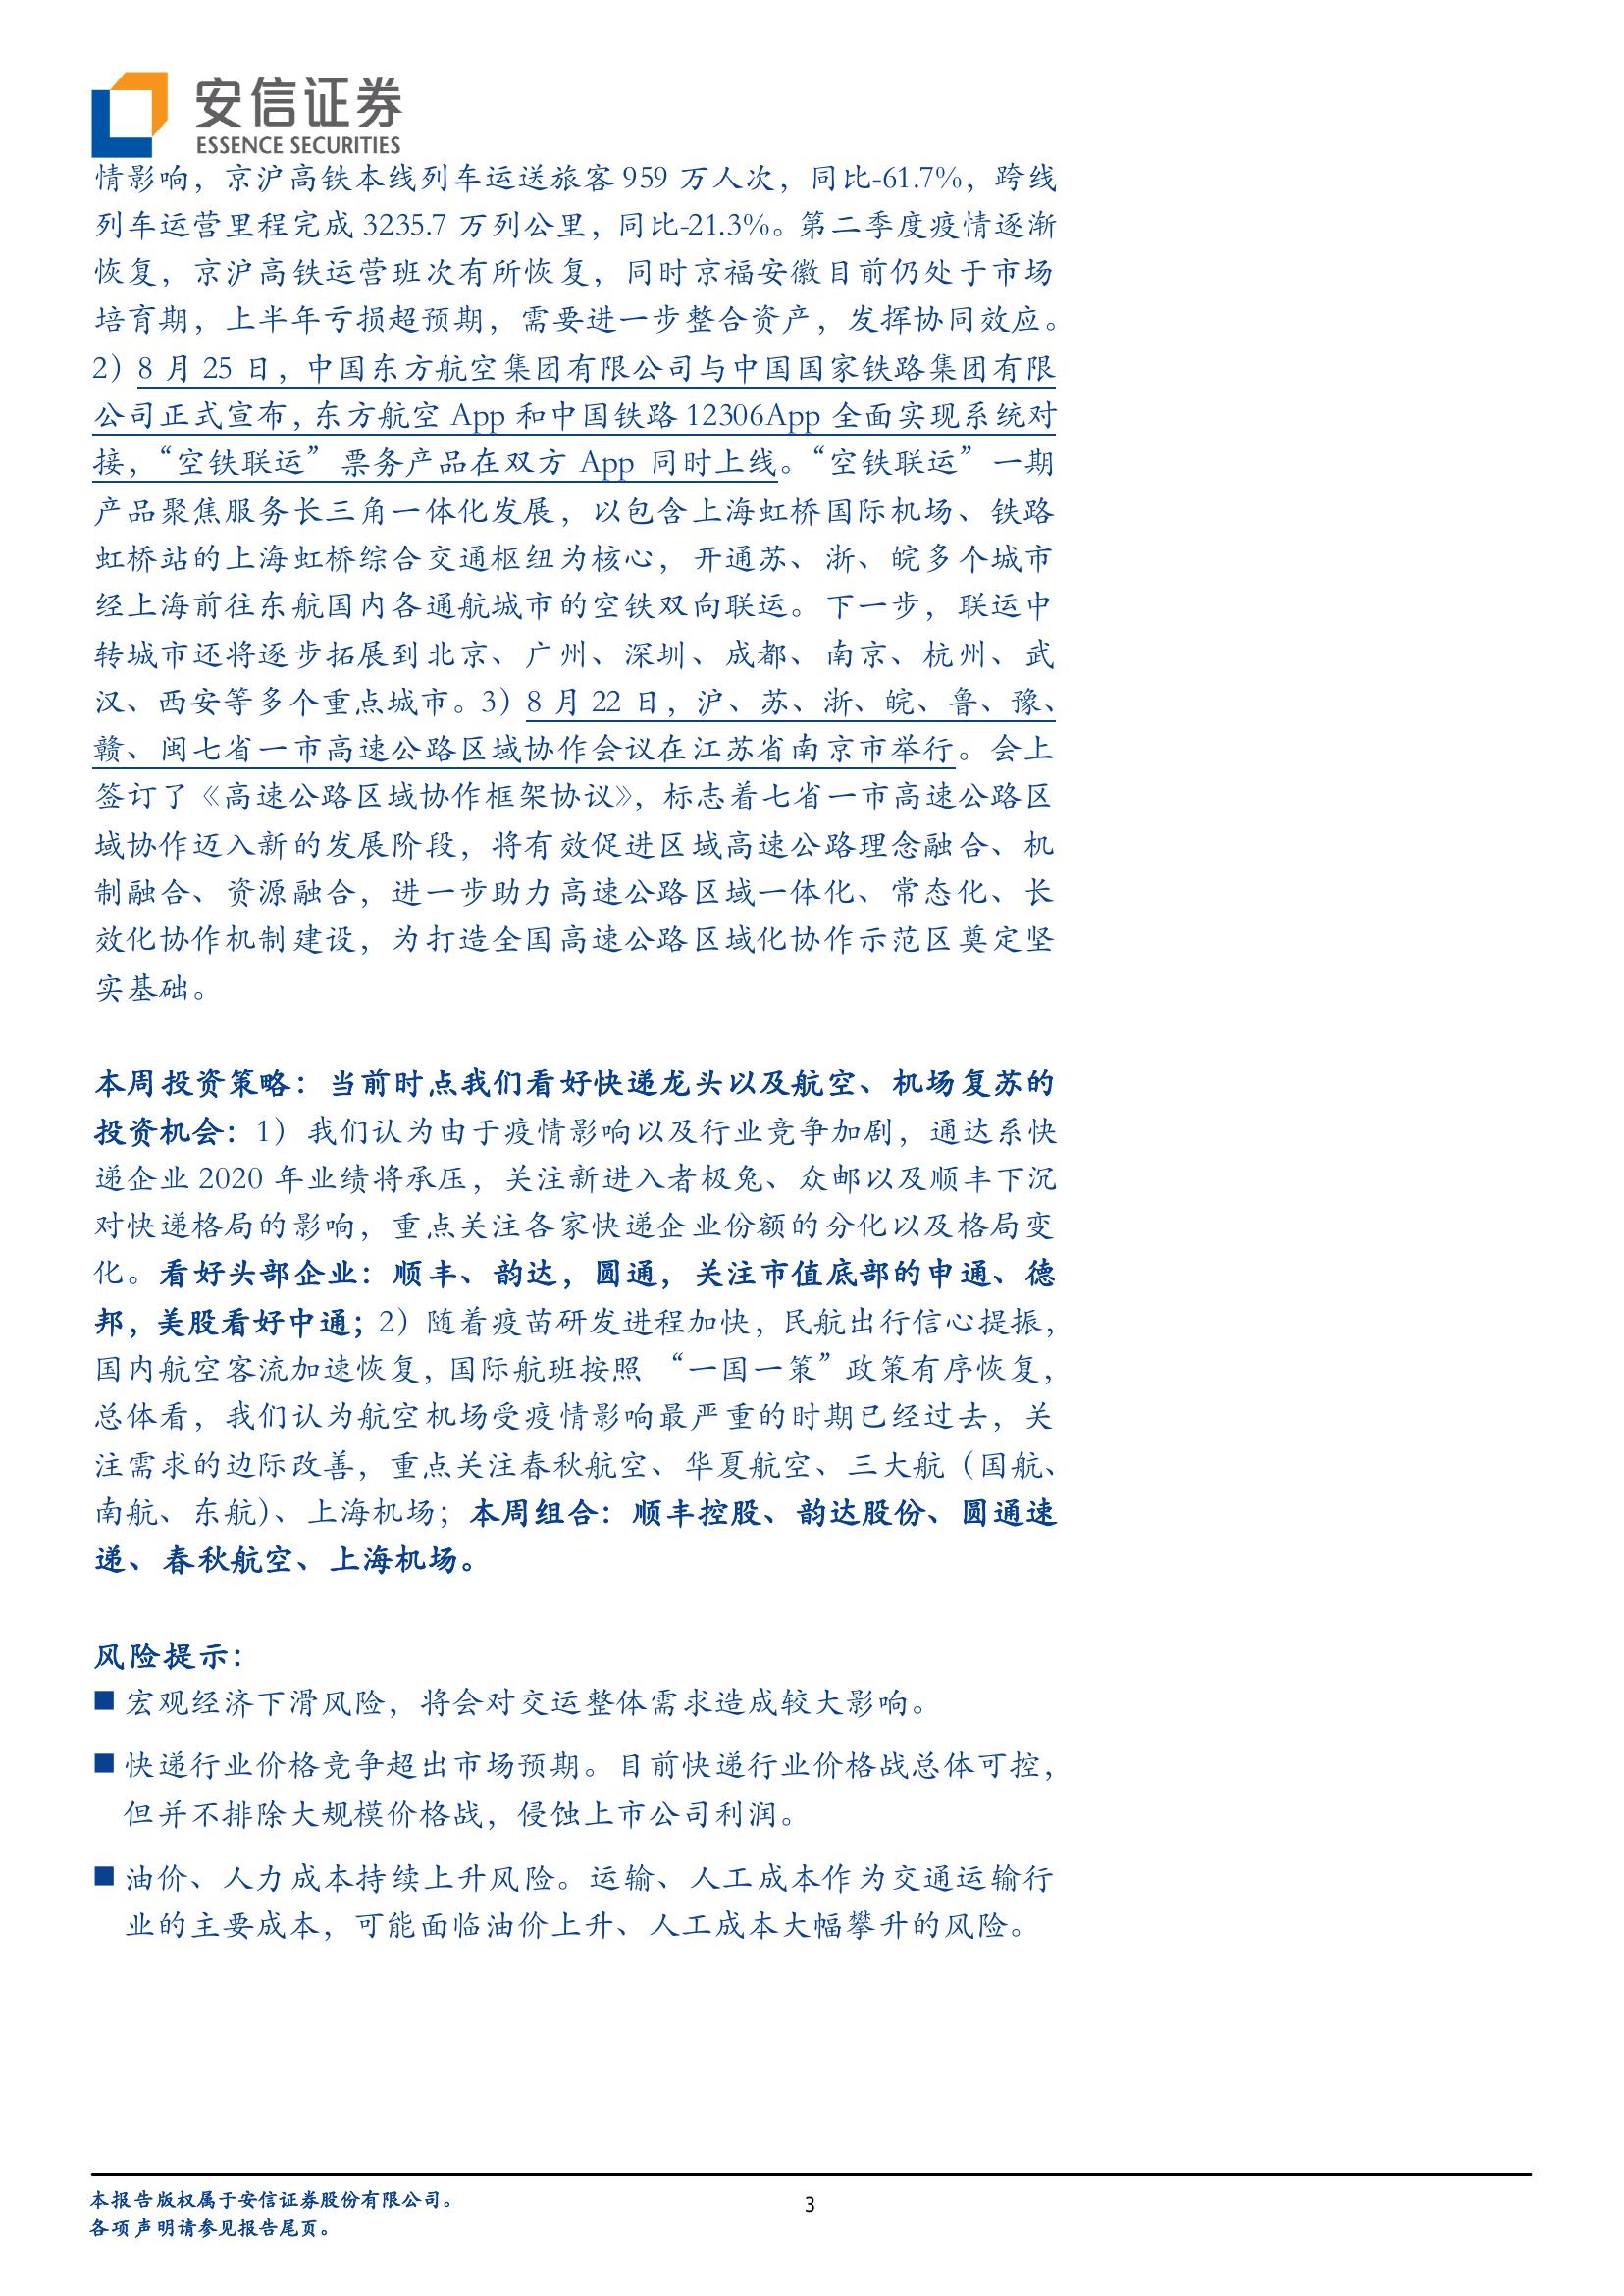 安信证券
ESSENCE SECURITIES
情影响，京沪高铁本线列车运送旅客 959 万人次，同比-61.7%，跨线
列车运营里程完成 3235.7 万列公里，同比-21.3%。第二季度疫情逐渐
恢复，京沪高铁运营班次有所恢复，同时京福安徽目前仍处于市场
培育期，上半年亏损超预期，需要进一步整合资产，发挥协同效应。
2）8 月 25 日，中国东方航空集团有限公司与中国国家铁路集团有限
公司正式宣布，东方航空 App 和中国铁路 12306App 全面实现系统对
接，“空铁联运”票务产品在双方 App 同时上线。“空铁联运”一期
产品聚焦服务长三角一体化发展，以包含上海虹桥国际机场、铁路
虹桥站的上海虹桥综合交通枢纽为核心，开通苏、浙、皖多个城市
经上海前往东航国内各通航城市的空铁双向联运。下一步，联运中
转城市还将逐步拓展到北京、广州、深圳、成都、南京、杭州、武
汉、西安等多个重点城市。3）8 月 22 日，沪、苏、浙、皖、鲁、豫、
赣、闽七省一市高速公路区域协作会议在江苏省南京市举行。会上
签订了《高速公路区域协作框架协议》，标志着七省一市高速公路区
域协作迈入新的发展阶段，将有效促进区域高速公路理念融合、机
制融合、资源融合，进一步助力高速公路区域一体化、常态化、长
效化协作机制建设，为打造全国高速公路区域化协作示范区奠定坚
实基础。
本周投资策略：当前时点我们看好快递龙头以及航空、机场复苏的
投资机会：1）我们认为由于疫情影响以及行业竞争加剧，通达系快
递企业 2020 年业绩将承压，关注新进入者极兔、众邮以及顺丰下沉
对快递格局的影响，重点关注各家快递企业份额的分化以及格局变
化。看好头部企业：顺丰、韵达，圆通，关注市值底部的申通、德
邦，美股看好中通；2）随着疫苗研发进程加快，民航出行信心提振，
国内航空客流加速恢复，国际航班按照 “一国一策”政策有序恢复，
总体看，我们认为航空机场受疫情影响最严重的时期已经过去，关
注需求的边际改善，重点关注春秋航空、华夏航空、三大航（国航、
南航、东航）、上海机场；本周组合：顺丰控股、韵达股份、圆通速
递、春秋航空、上海机场。
风险提示：
■ 宏观经济下滑风险，将会对交运整体需求造成较大影响。
■ 快递行业价格竞争超出市场预期。目前快递行业价格战总体可控，
但并不排除大规模价格战，侵蚀上市公司利润。
■ 油价、人力成本持续上升风险。运输、人工成本作为交通运输行
业的主要成本，可能面临油价上升、人工成本大幅攀升的风险。
本报告版权属于安信证券股份有限公司。
3
各项声明请参见报告尾页。